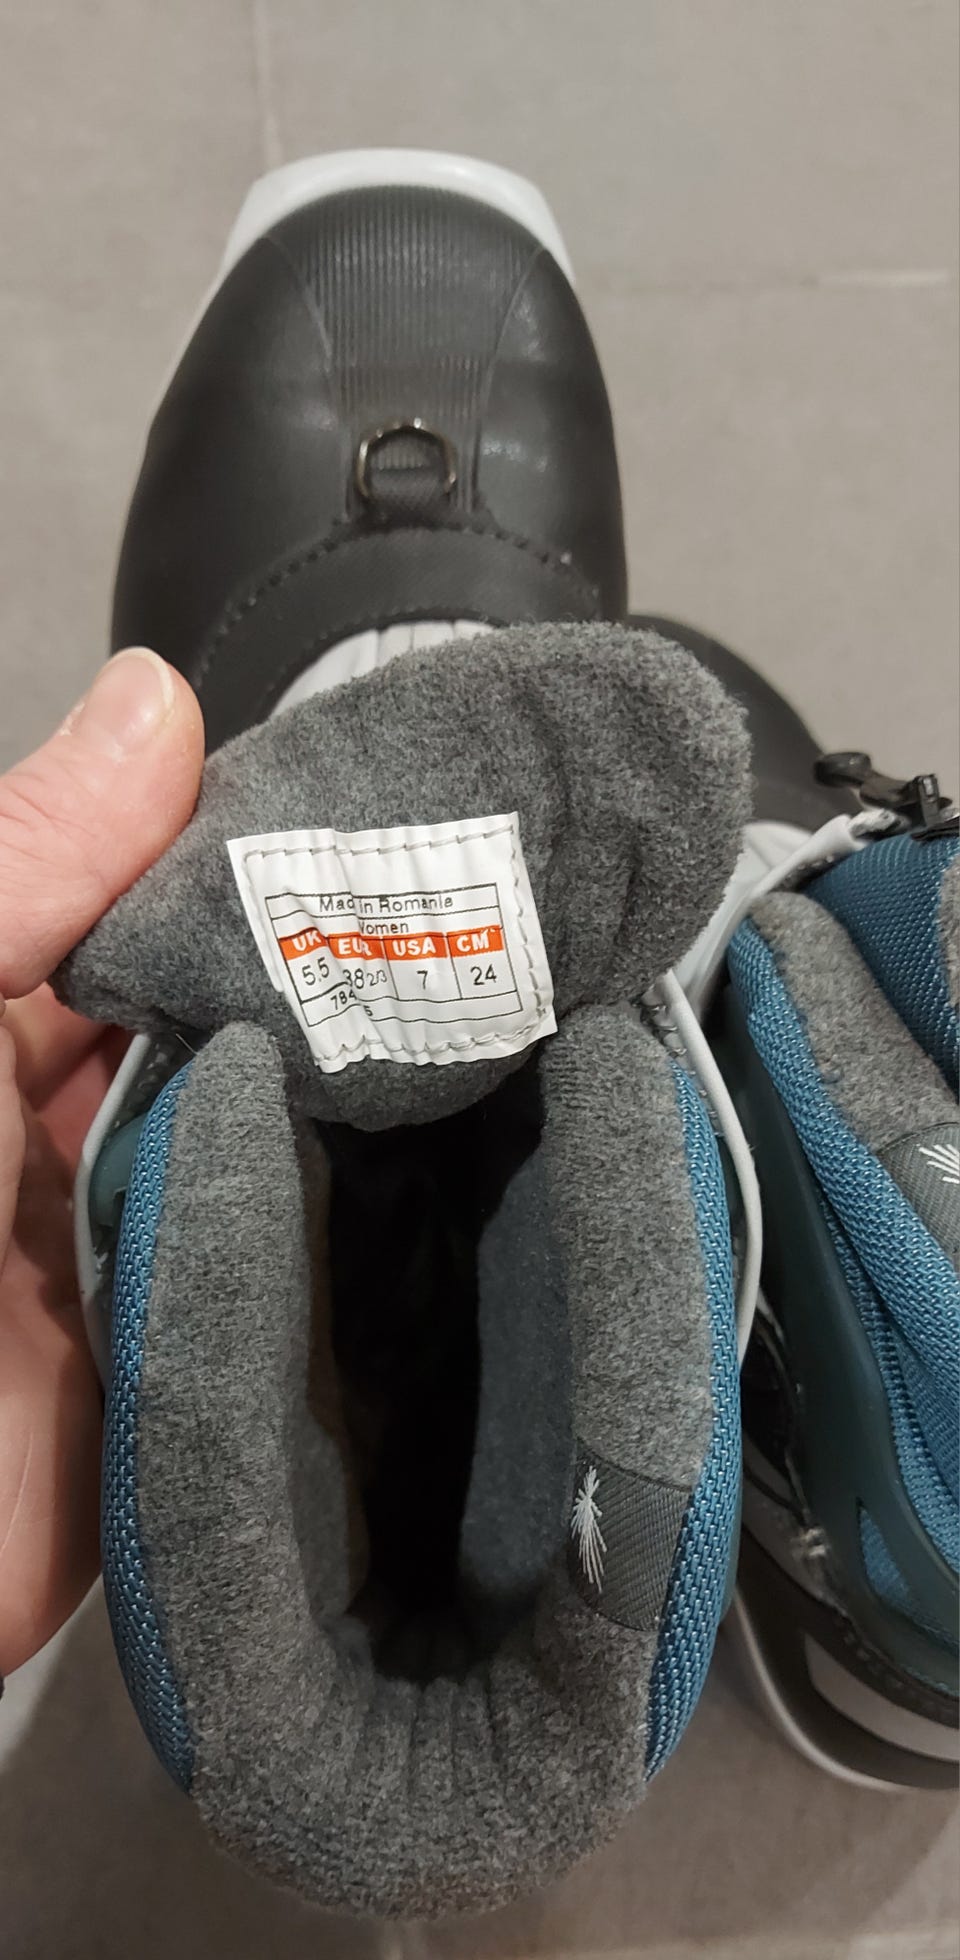 Made in Romania
Women
UK EUR USA CM
5.5 38 2/3 7 24